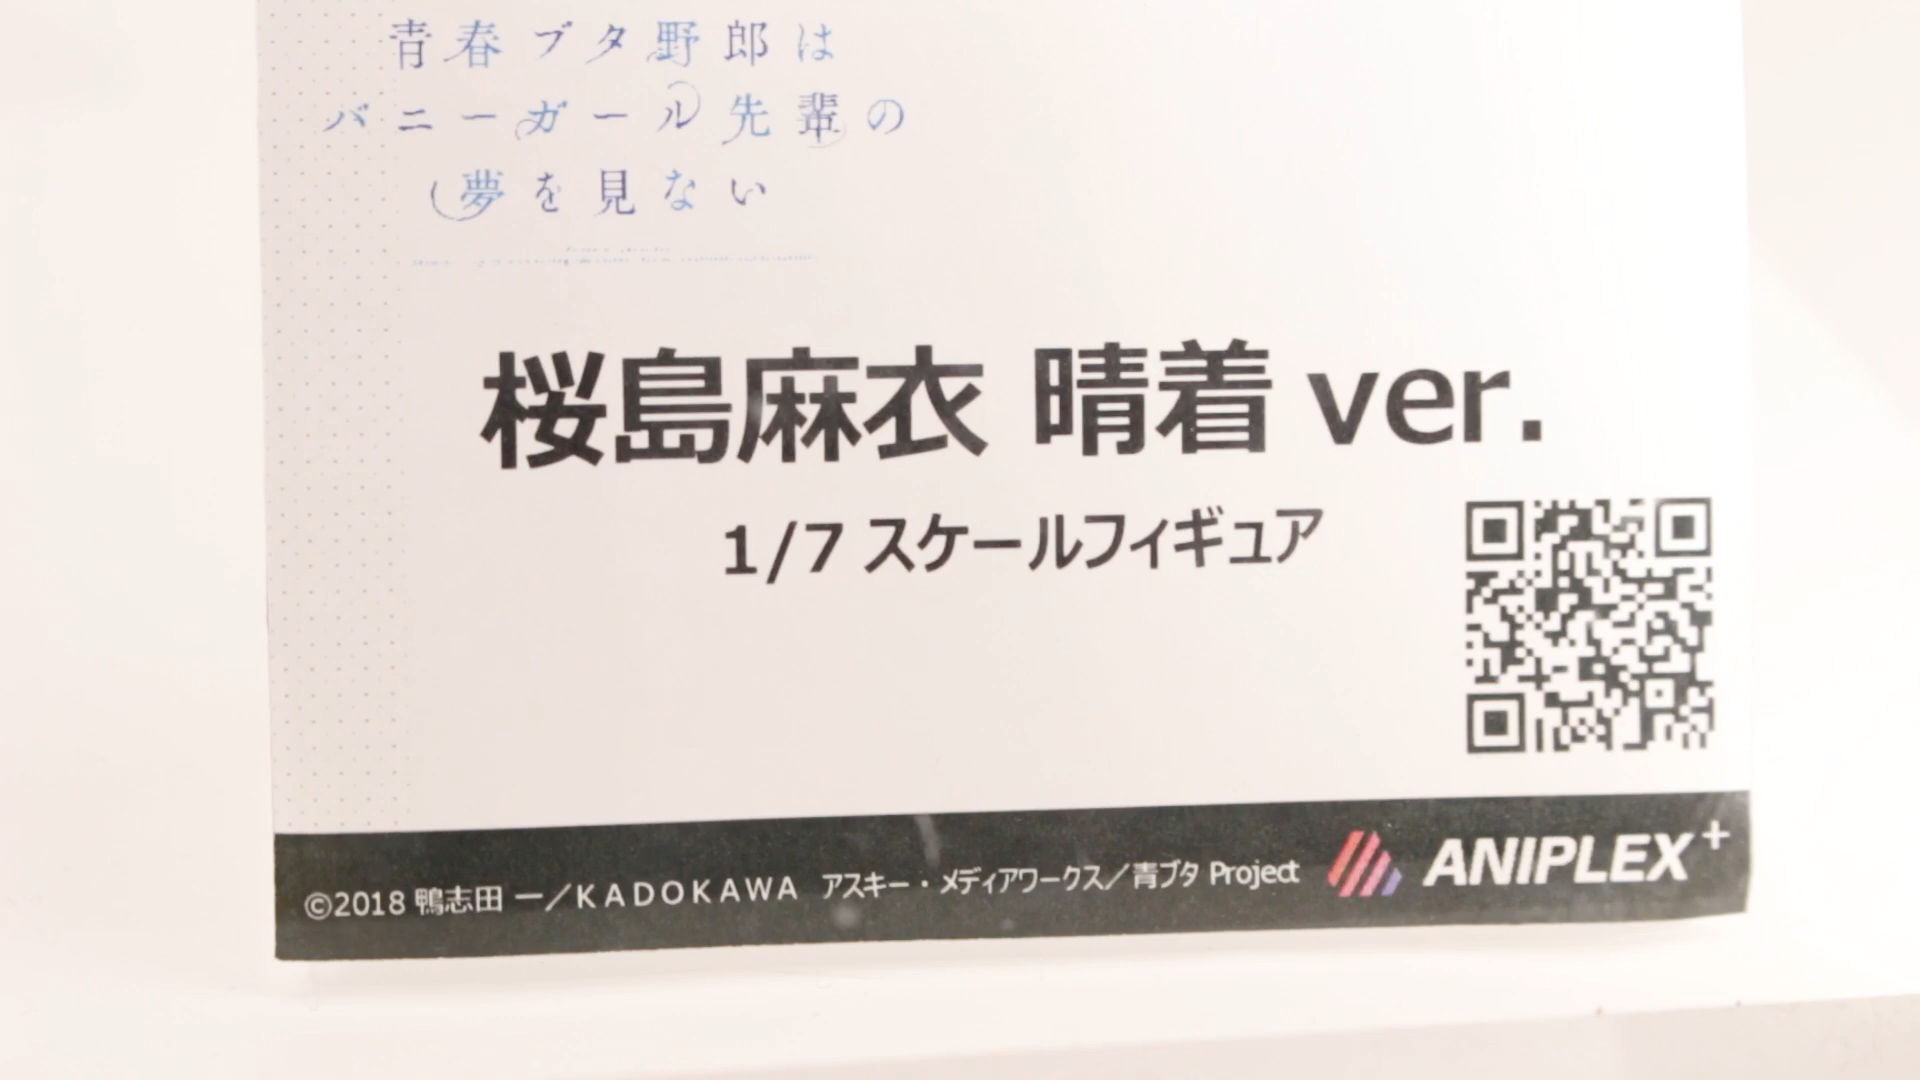 青春ブタ野郎は
バニーガール先輩の
夢を見ない
桜島麻衣 晴着 ver.
1/7 スケールフィギュア
©2018 鴨志田 一／KADOKAWA アスキー・メディアワークス／青ブタ Project
ANIPLEX+